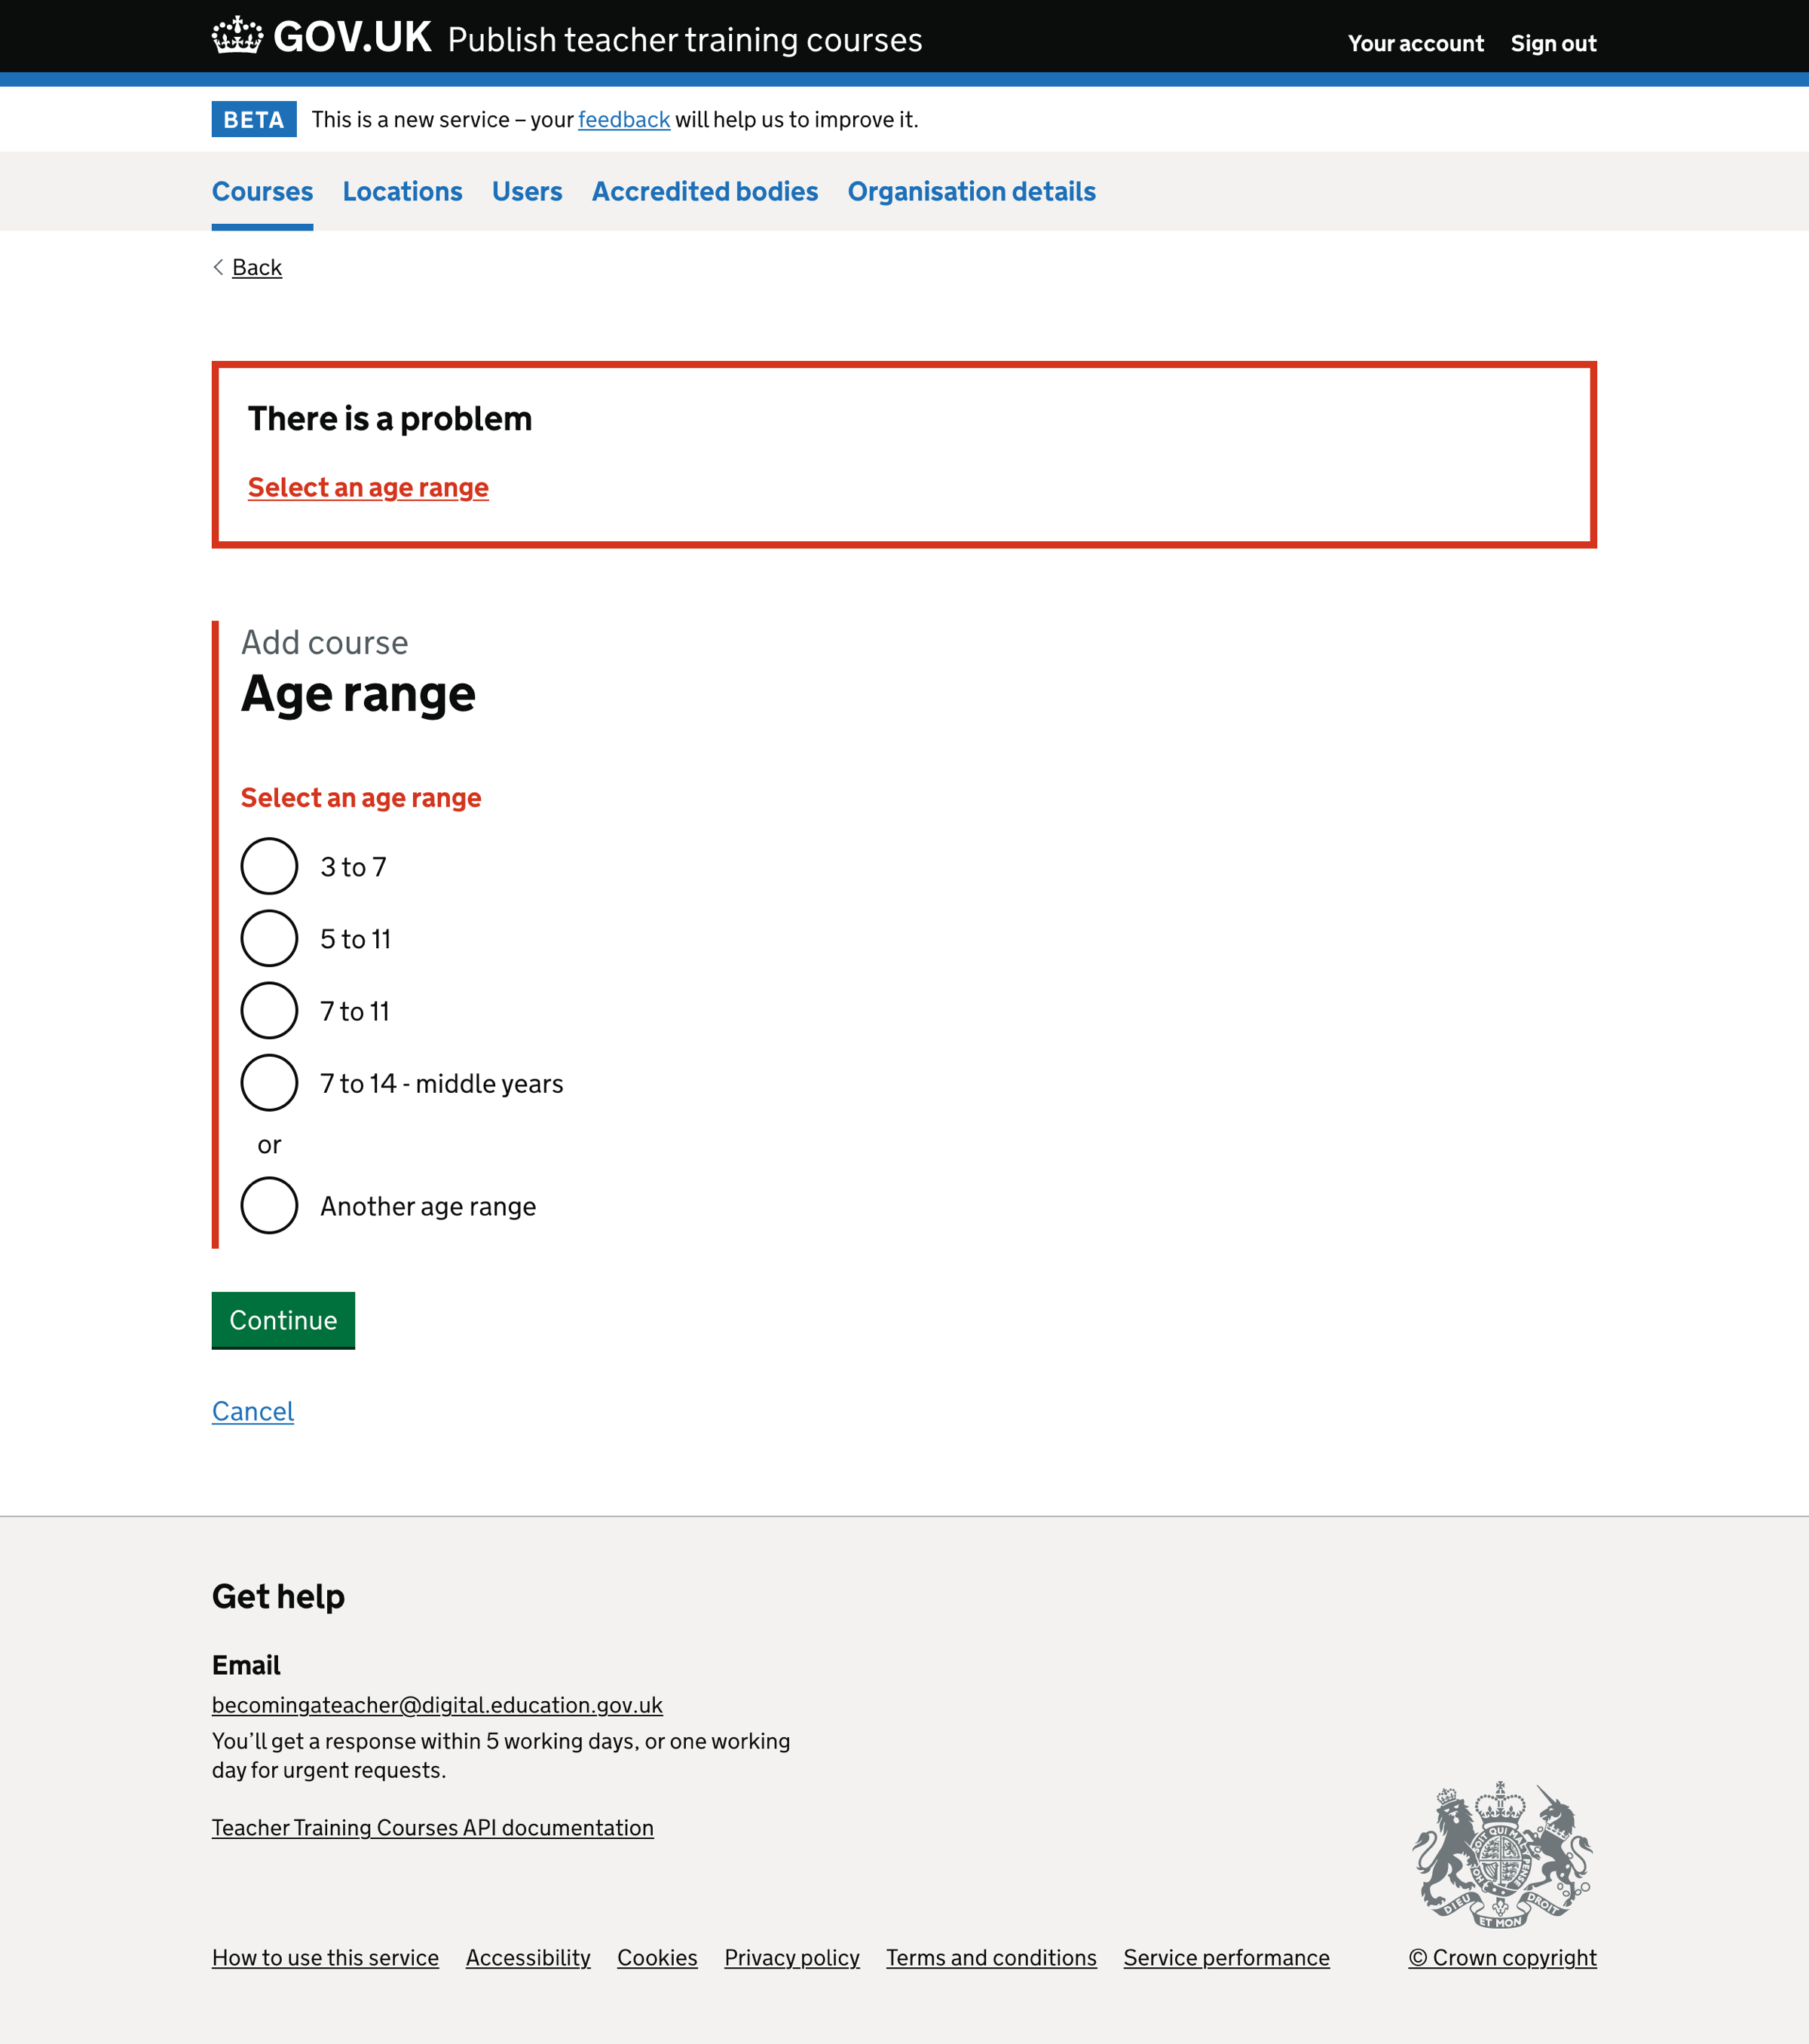 GOV.UK Publish teacher training courses
Your account Sign out
BETA This is a new service – your feedback will help us to improve it.
Courses Locations Users Accredited bodies Organisation details
Back
There is a problem
Select an age range
Add course
Age range
Select an age range
3 to 7
5 to 11
7 to 11
7 to 14 - middle years
or
Another age range
Continue
Cancel
Get help
Email
becomingateacher@digital.education.gov.uk
You’ll get a response within 5 working days, or one working
day for urgent requests.
Teacher Training Courses API documentation
DIEU ET MON DROIT
How to use this service Accessibility Cookies Privacy policy Terms and conditions Service performance
© Crown copyright